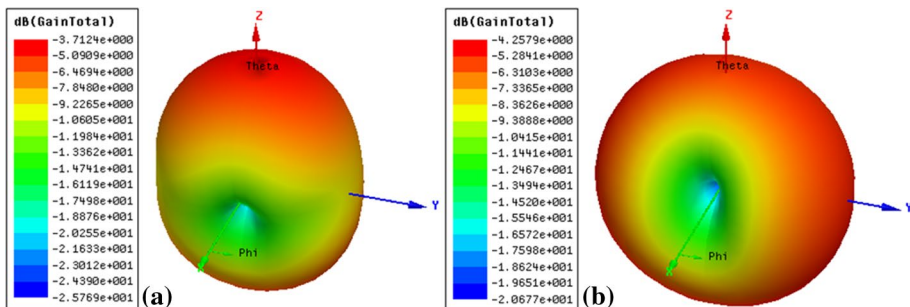 dB(GainTotal)
-3.7124e+000
-5.0909e+000
-6.4694e+000
-7.8480e+000
-9.2265e+000
-1.0605e+001
-1.1984e+001
-1.3362e+001
-1.4741e+001
-1.6119e+001
-1.7498e+001
-1.8876e+001
-2.0255e+001
-2.1633e+001
-2.3012e+001
-2.4390e+001
-2.5769e+001
Z
Theta
Y
Phi
(a)
dB(GainTotal)
-4.2579e+000
-5.2841e+000
-6.3103e+000
-7.3365e+000
-8.3626e+000
-9.3888e+000
-1.0415e+001
-1.1441e+001
-1.2467e+001
-1.3494e+001
-1.4520e+001
-1.5546e+001
-1.6572e+001
-1.7598e+001
-1.8624e+001
-1.9651e+001
-2.0677e+001
Z
Theta
Y
Phi
(b)